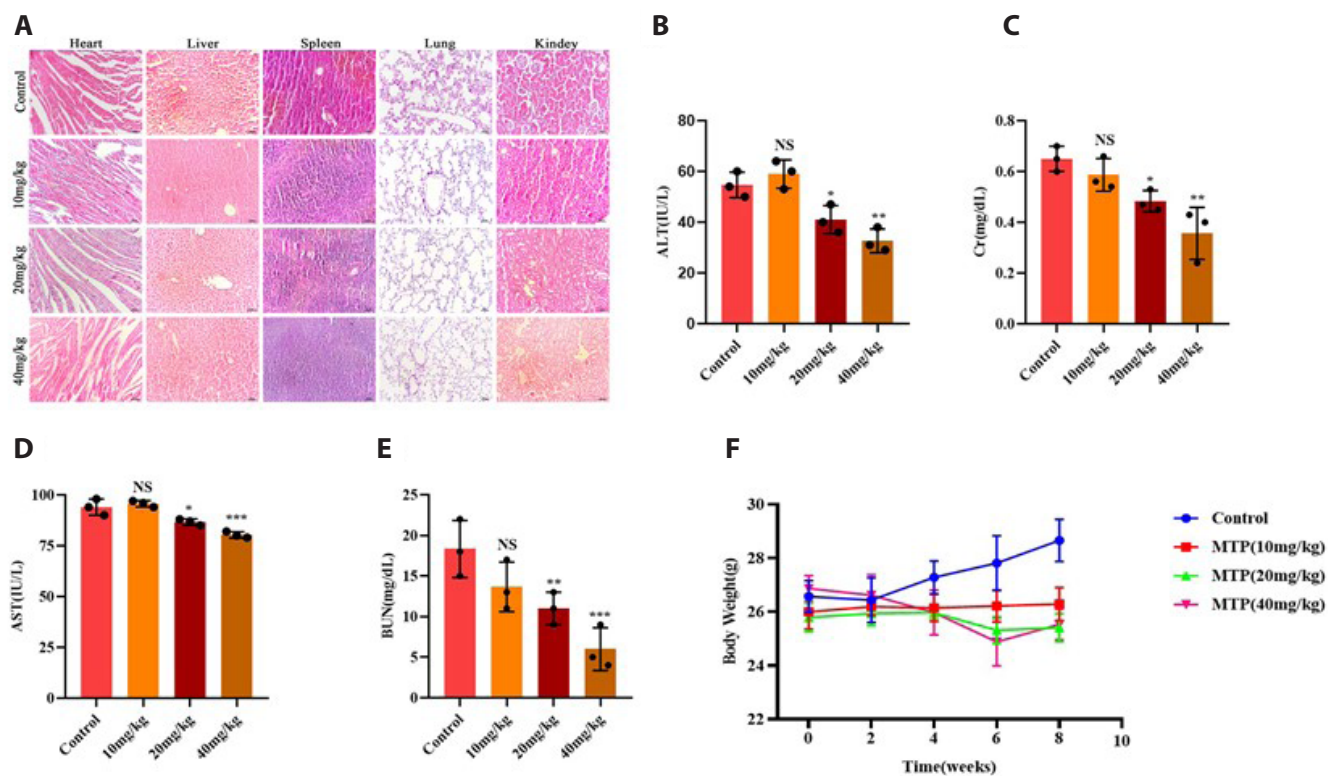 A
Heart Liver Spleen Lung Kindey
Control
10mg/kg
20mg/kg
40mg/kg
B
ALT(IU/L)
80
60
40
20
0
NS
*
**
Control 10mg/kg 20mg/kg 40mg/kg
C
Cr(mg/dL)
0.8
0.6
0.4
0.2
0.0
NS
*
**
Control 10mg/kg 20mg/kg 40mg/kg
D
AST(IU/L)
100
75
50
25
0
NS
*
***
Control 10mg/kg 20mg/kg 40mg/kg
E
BUN(mg/dL)
25
20
15
10
5
0
NS
**
***
Control 10mg/kg 20mg/kg 40mg/kg
F
Body Weight(g)
30
28
26
24
22
0 2 4 6 8 10
Time(weeks)
Control
MTP(10mg/kg)
MTP(20mg/kg)
MTP(40mg/kg)